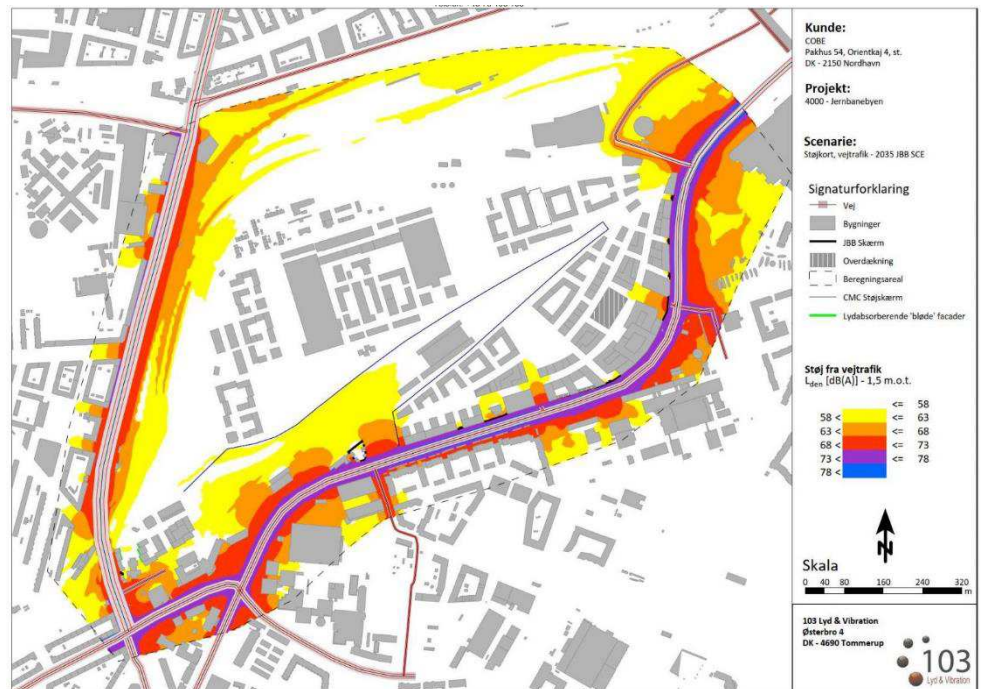 Kunde:
COBE
Pakhus 54, Orientkaj 4, st.
DK - 2150 Nordhavn
Projekt:
4000 - Jernbanebyen
Scenarie:
Støjkort, vejtrafik - 2035 JBB SCE
Signaturforklaring
Vej
Bygninger
JBB Skærm
Overdækning
Beregningsareal
CMC Støjskærm
Lydabsorberende 'bløde' facader
Støj fra vejtrafik
Lden [dB(A)] - 1,5 m.o.t.
<= 58
58 < <= 63
63 < <= 68
68 < <= 73
73 < <= 78
78 <
N
Skala
0 40 80 160 240 320
m
103 Lyd & Vibration
Østerbro 4
DK - 4690 Tommerup
103
Lyd & Vibration